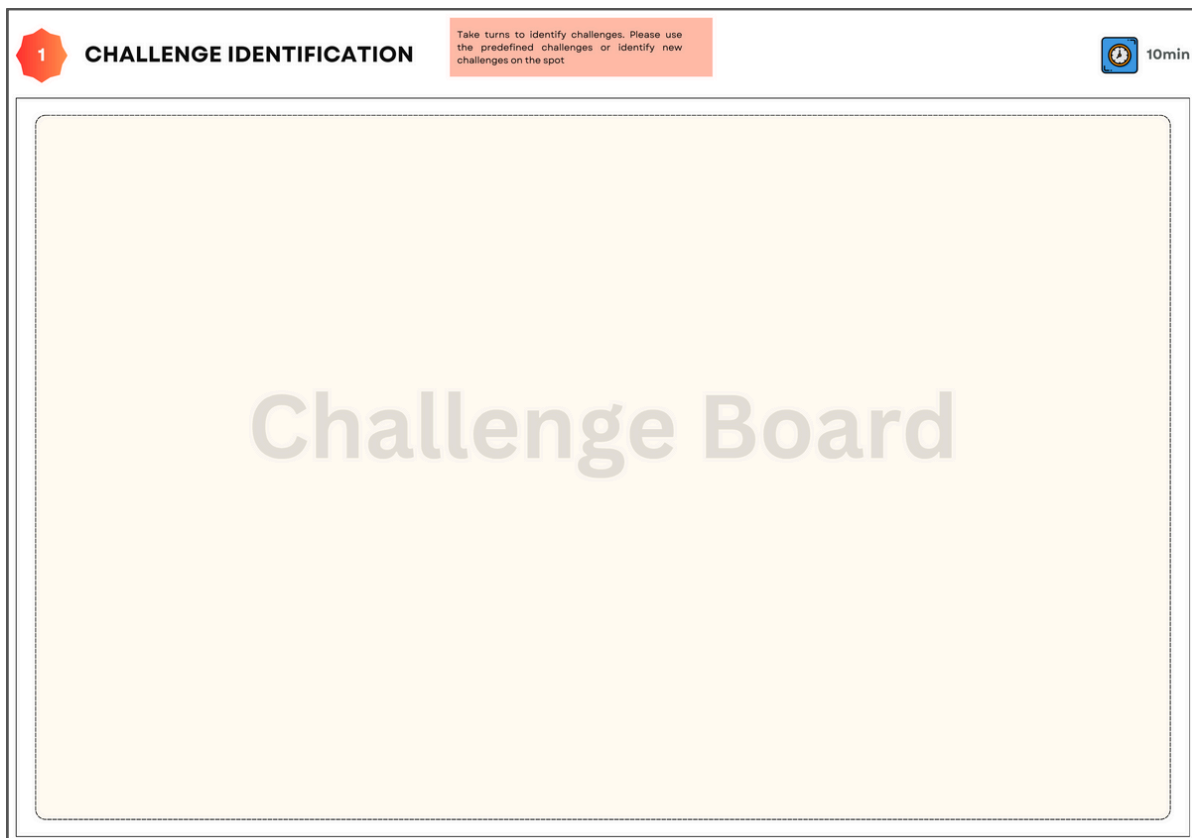 1
CHALLENGE IDENTIFICATION
Take turns to identify challenges. Please use
the predefined challenges or identify new
challenges on the spot
10min
Challenge Board